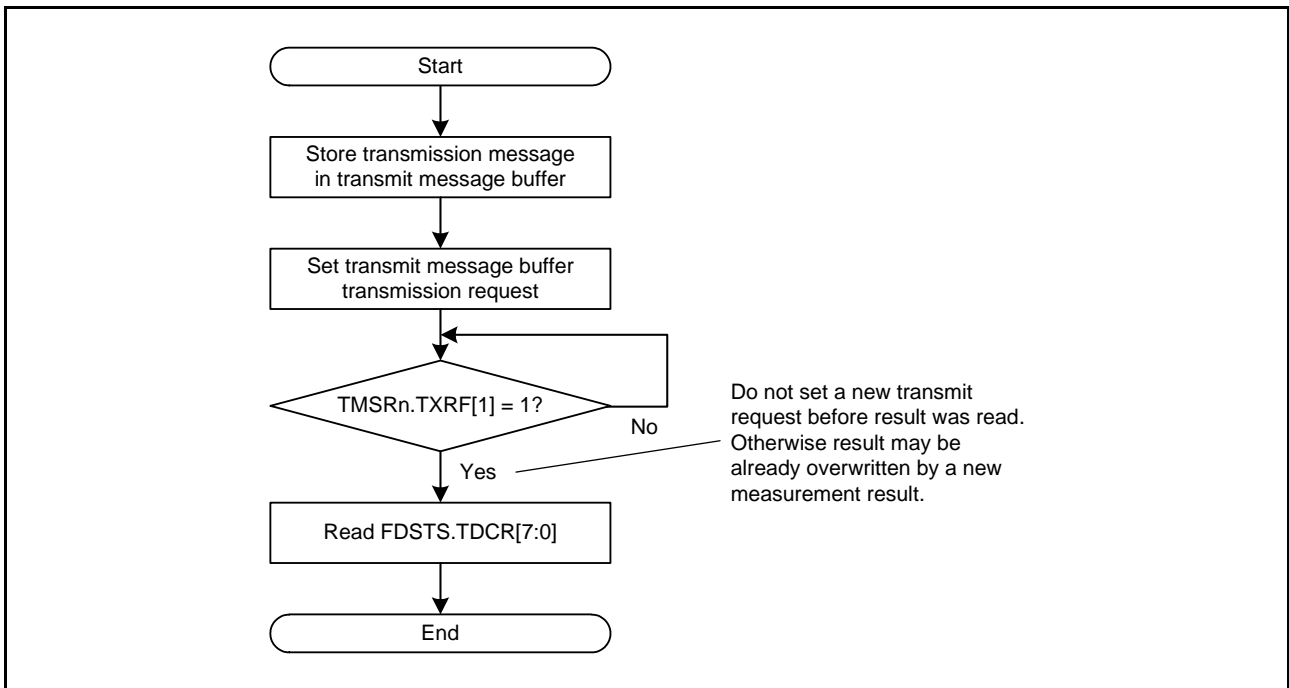 Start
Store transmission message
in transmit message buffer
Set transmit message buffer
transmission request
TMSRn.TXRF[1] = 1?
No
Yes
Do not set a new transmit
request before result was read.
Otherwise result may be
already overwritten by a new
measurement result.
Read FDSTS.TDCR[7:0]
End